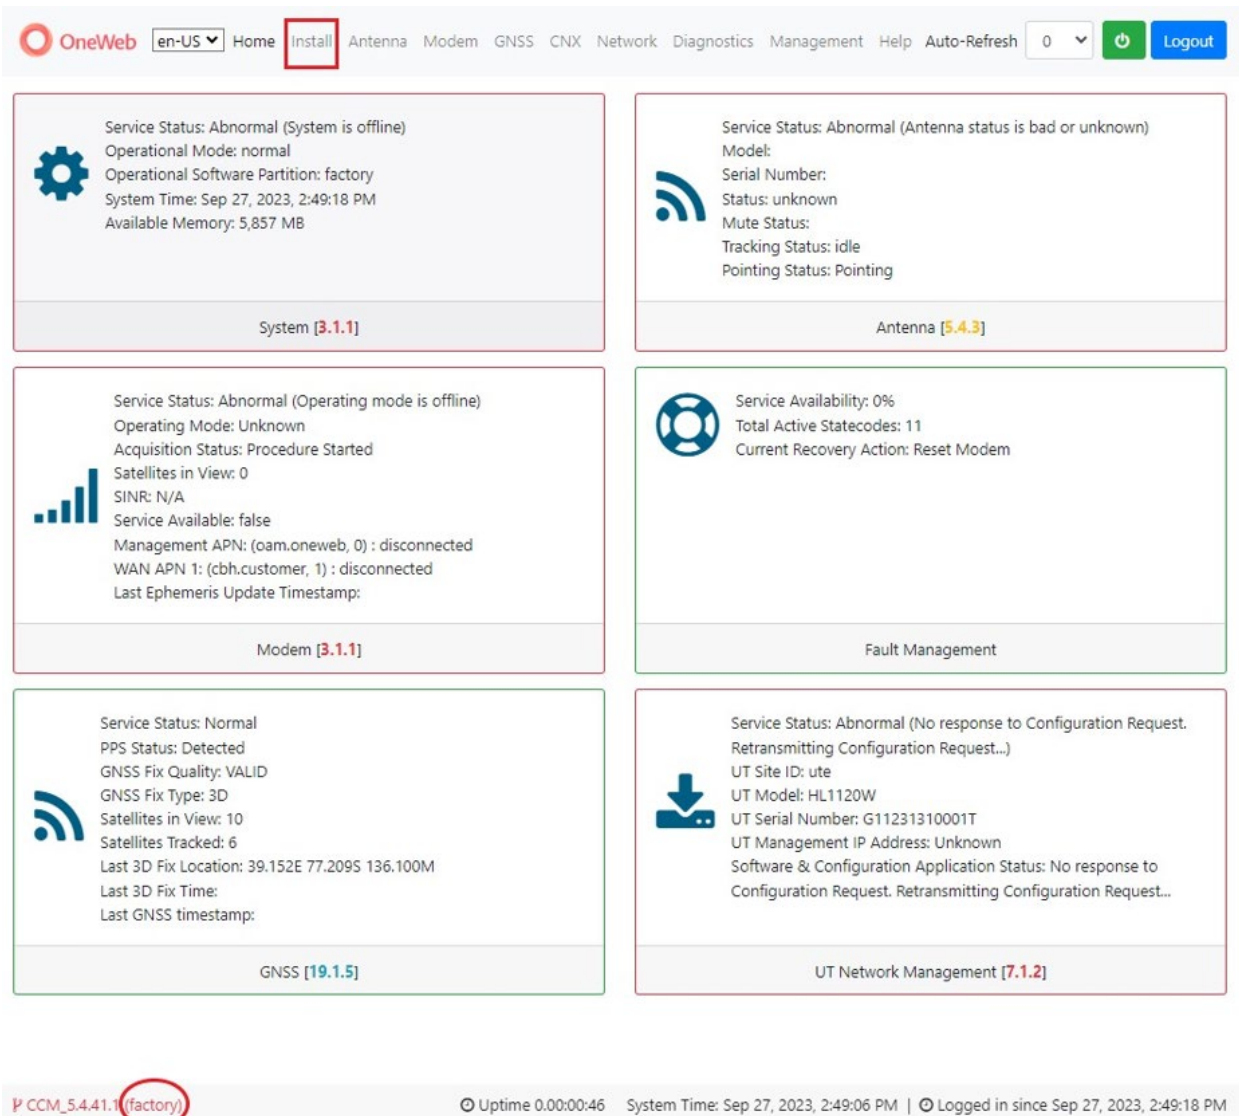 OneWeb en-US Home Install Antenna Modem GNSS CNX Network Diagnostics Management Help Auto-Refresh 0 Logout
Service Status: Abnormal (System is offline)
Operational Mode: normal
Operational Software Partition: factory
System Time: Sep 27, 2023, 2:49:18 PM
Available Memory: 5,857 MB
System [3.1.1]
Service Status: Abnormal (Antenna status is bad or unknown)
Model:
Serial Number:
Status: unknown
Mute Status:
Tracking Status: idle
Pointing Status: Pointing
Antenna [5.4.3]
Service Status: Abnormal (Operating mode is offline)
Operating Mode: Unknown
Acquisition Status: Procedure Started
Satellites in View: 0
SINR: N/A
Service Available: false
Management APN: (oam.oneweb, 0) : disconnected
WAN APN 1: (cbh.customer, 1) : disconnected
Last Ephemeris Update Timestamp:
Modem [3.1.1]
Service Availability: 0%
Total Active Statecodes: 11
Current Recovery Action: Reset Modem
Fault Management
Service Status: Normal
PPS Status: Detected
GNSS Fix Quality: VALID
GNSS Fix Type: 3D
Satellites in View: 10
Satellites Tracked: 6
Last 3D Fix Location: 39.152E 77.209S 136.100M
Last 3D Fix Time:
Last GNSS timestamp:
GNSS [19.1.5]
Service Status: Abnormal (No response to Configuration Request.
Retransmitting Configuration Request...)
UT Site ID: ute
UT Model: HL1120W
UT Serial Number: G11231310001T
UT Management IP Address: Unknown
Software & Configuration Application Status: No response to
Configuration Request. Retransmitting Configuration Request...
UT Network Management [7.1.2]
CCM_5.4.41.1 (factory) Uptime 0.00:00:46 System Time: Sep 27, 2023, 2:49:06 PM | Logged in since Sep 27, 2023, 2:49:18 PM